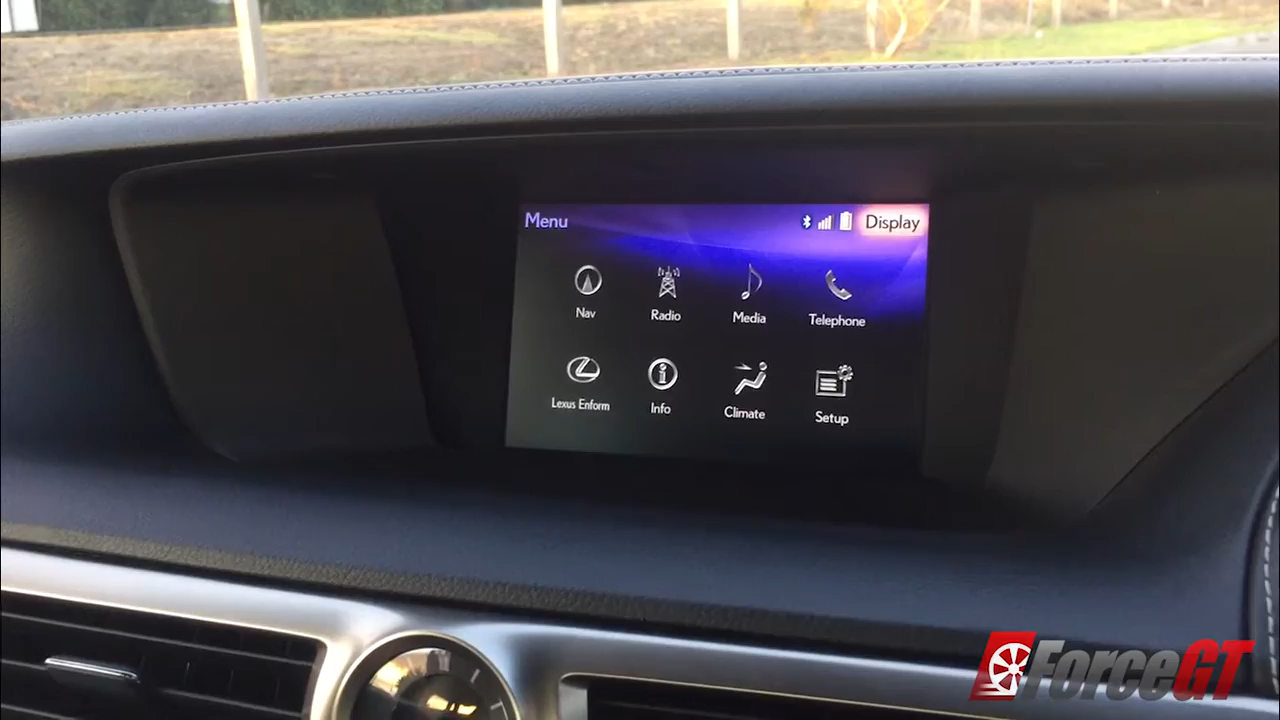 Menu
Display
Nav
Radio
Media
Telephone
Lexus Enform
Info
Climate
Setup
ForceGT